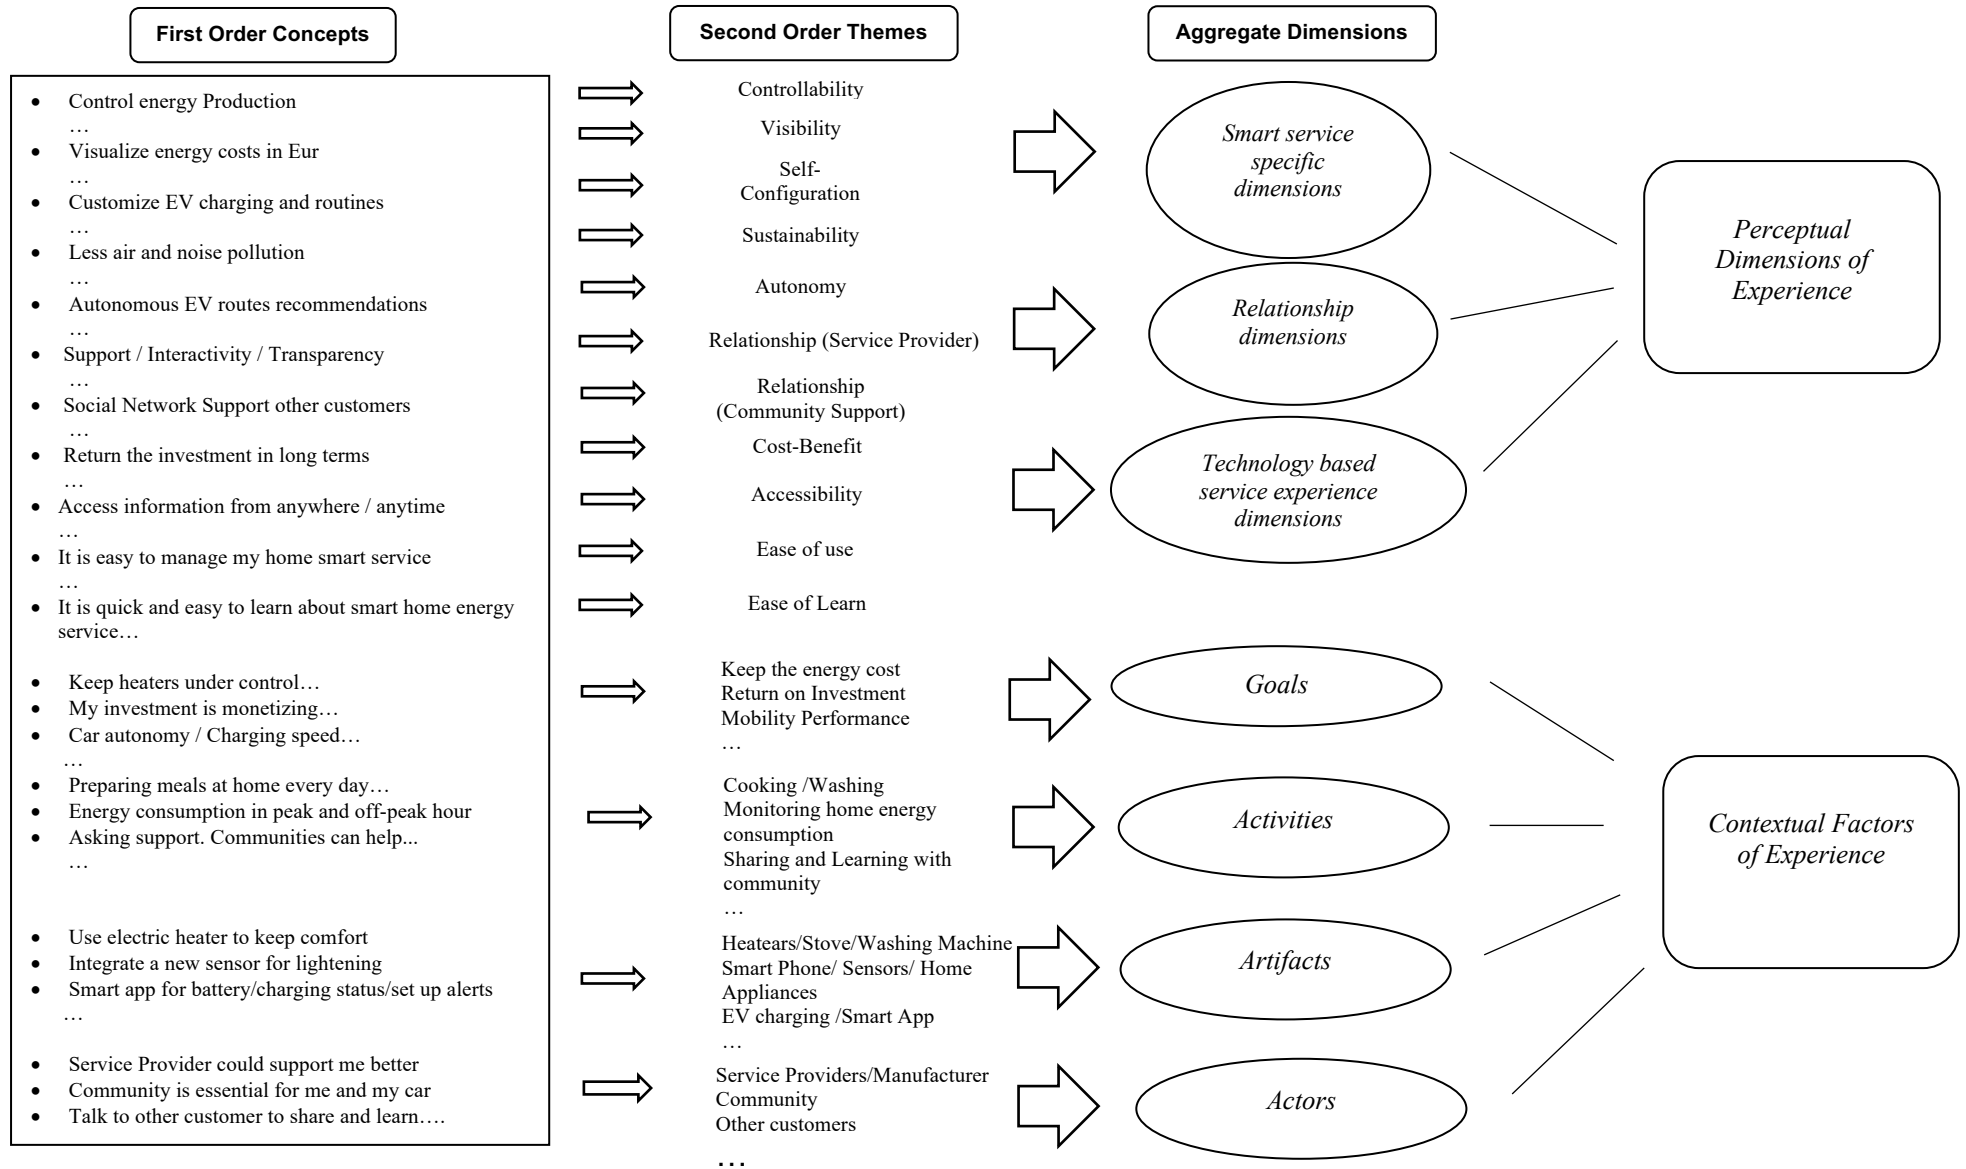 First Order Concepts
Second Order Themes
Aggregate Dimensions
• Control energy Production
…
• Visualize energy costs in Eur
…
• Customize EV charging and routines
…
• Less air and noise pollution
…
• Autonomous EV routes recommendations
…
• Support / Interactivity / Transparency
…
• Social Network Support other customers
…
• Return the investment in long terms
…
• Access information from anywhere / anytime
…
• It is easy to manage my home smart service
…
• It is quick and easy to learn about smart home energy
service…
• Keep heaters under control…
• My investment is monetizing…
• Car autonomy / Charging speed…
…
• Preparing meals at home every day…
• Energy consumption in peak and off-peak hour
• Asking support. Communities can help...
…
• Use electric heater to keep comfort
• Integrate a new sensor for lightening
• Smart app for battery/charging status/set up alerts
…
• Service Provider could support me better
• Community is essential for me and my car
• Talk to other customer to share and learn….
Controllability
Visibility
Self-
Configuration
Sustainability
Autonomy
Relationship (Service Provider)
Relationship
(Community Support)
Cost-Benefit
Accessibility
Ease of use
Ease of Learn
Keep the energy cost
Return on Investment
Mobility Performance
…
Cooking /Washing
Monitoring home energy
consumption
Sharing and Learning with
community
…
Heatears/Stove/Washing Machine
Smart Phone/ Sensors/ Home
Appliances
EV charging /Smart App
…
Service Providers/Manufacturer
Community
Other customers
…
Smart service
specific
dimensions
Relationship
dimensions
Technology based
service experience
dimensions
Goals
Activities
Artifacts
Actors
Perceptual
Dimensions of
Experience
Contextual Factors
of Experience